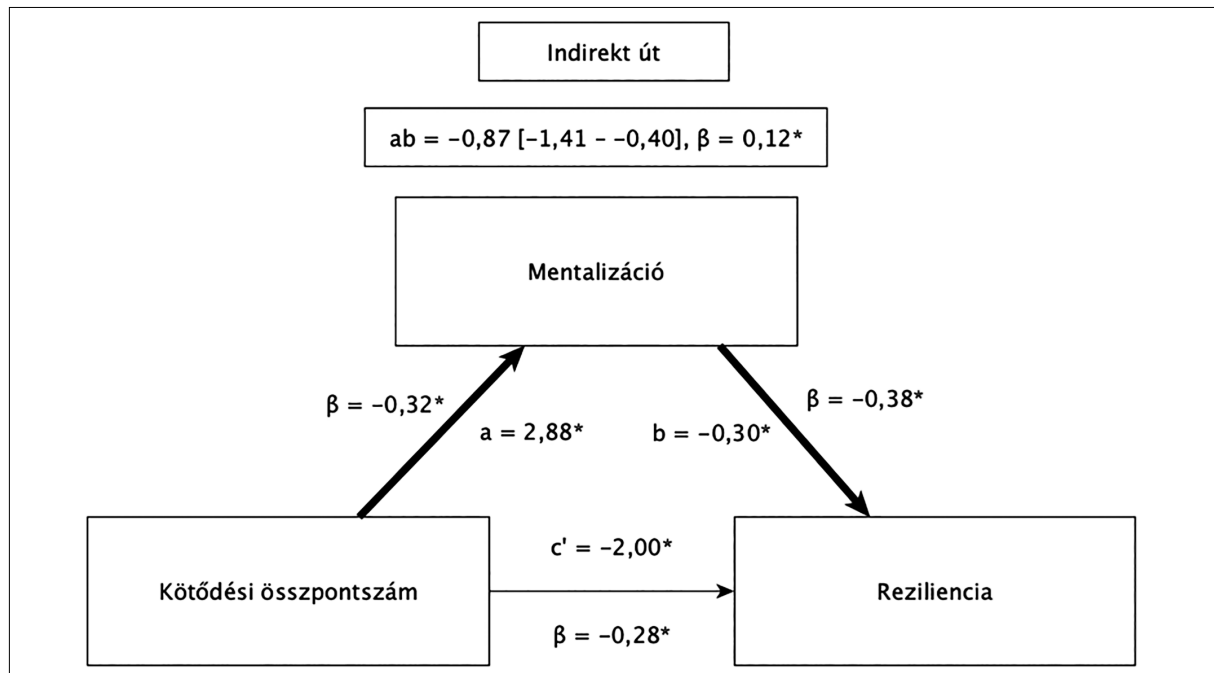 Indirekt út
ab = −0,87 [−1,41 – −0,40], β = 0,12*
Mentalizáció
β = −0,32*
a = 2,88*
b = −0,30*
β = −0,38*
Kötődési összpontszám
c' = −2,00*
β = −0,28*
Reziliencia